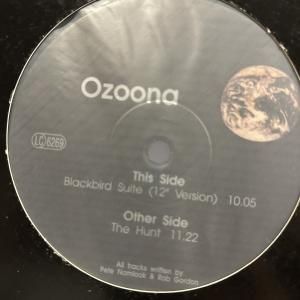 Ozoona
LC 6269
This Side
Blackbird Suite (12" Version) 10.05
Other Side
The Hunt 11.22
All tracks written by
Pete Namlook & Rob Gordon